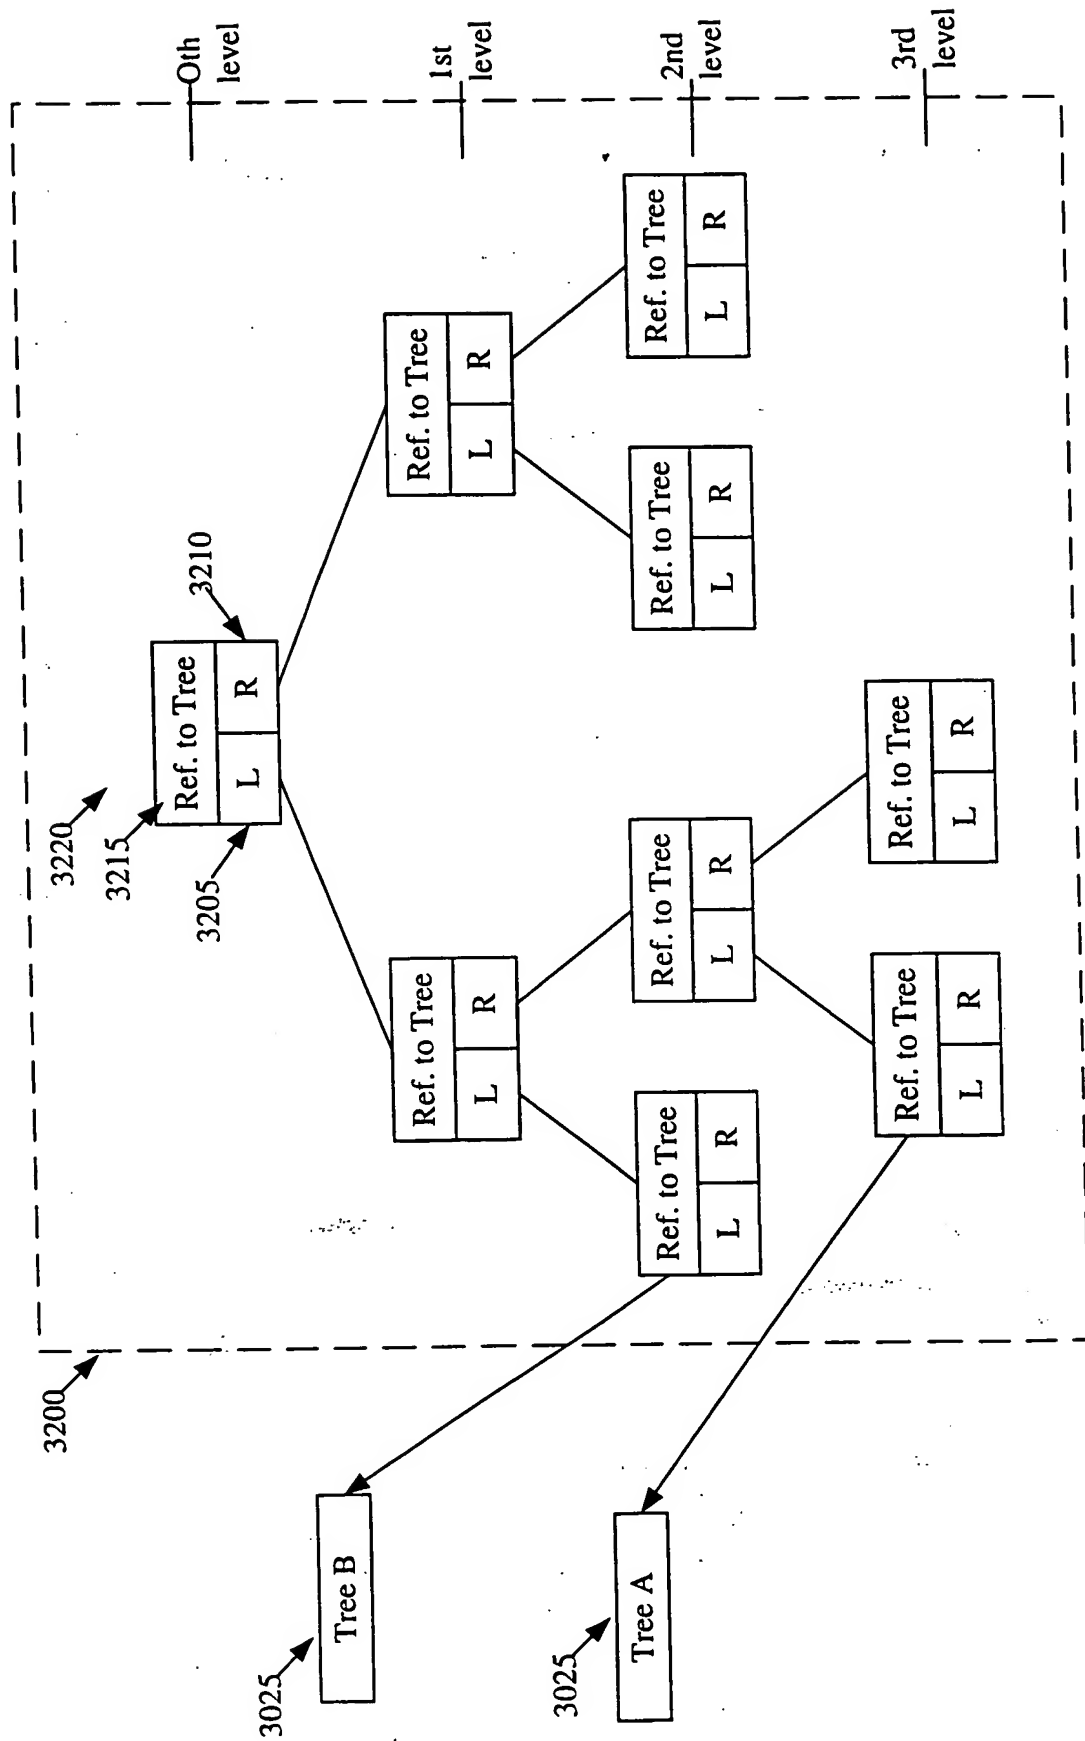 3200
3220
3215
3205
3210
Ref. to Tree
L R
0th
level
Ref. to Tree
L R
Ref. to Tree
L R
1st
level
3025
Tree B
Ref. to Tree
L R
Ref. to Tree
L R
Ref. to Tree
L R
Ref. to Tree
L R
2nd
level
3025
Tree A
Ref. to Tree
L R
Ref. to Tree
L R
3rd
level